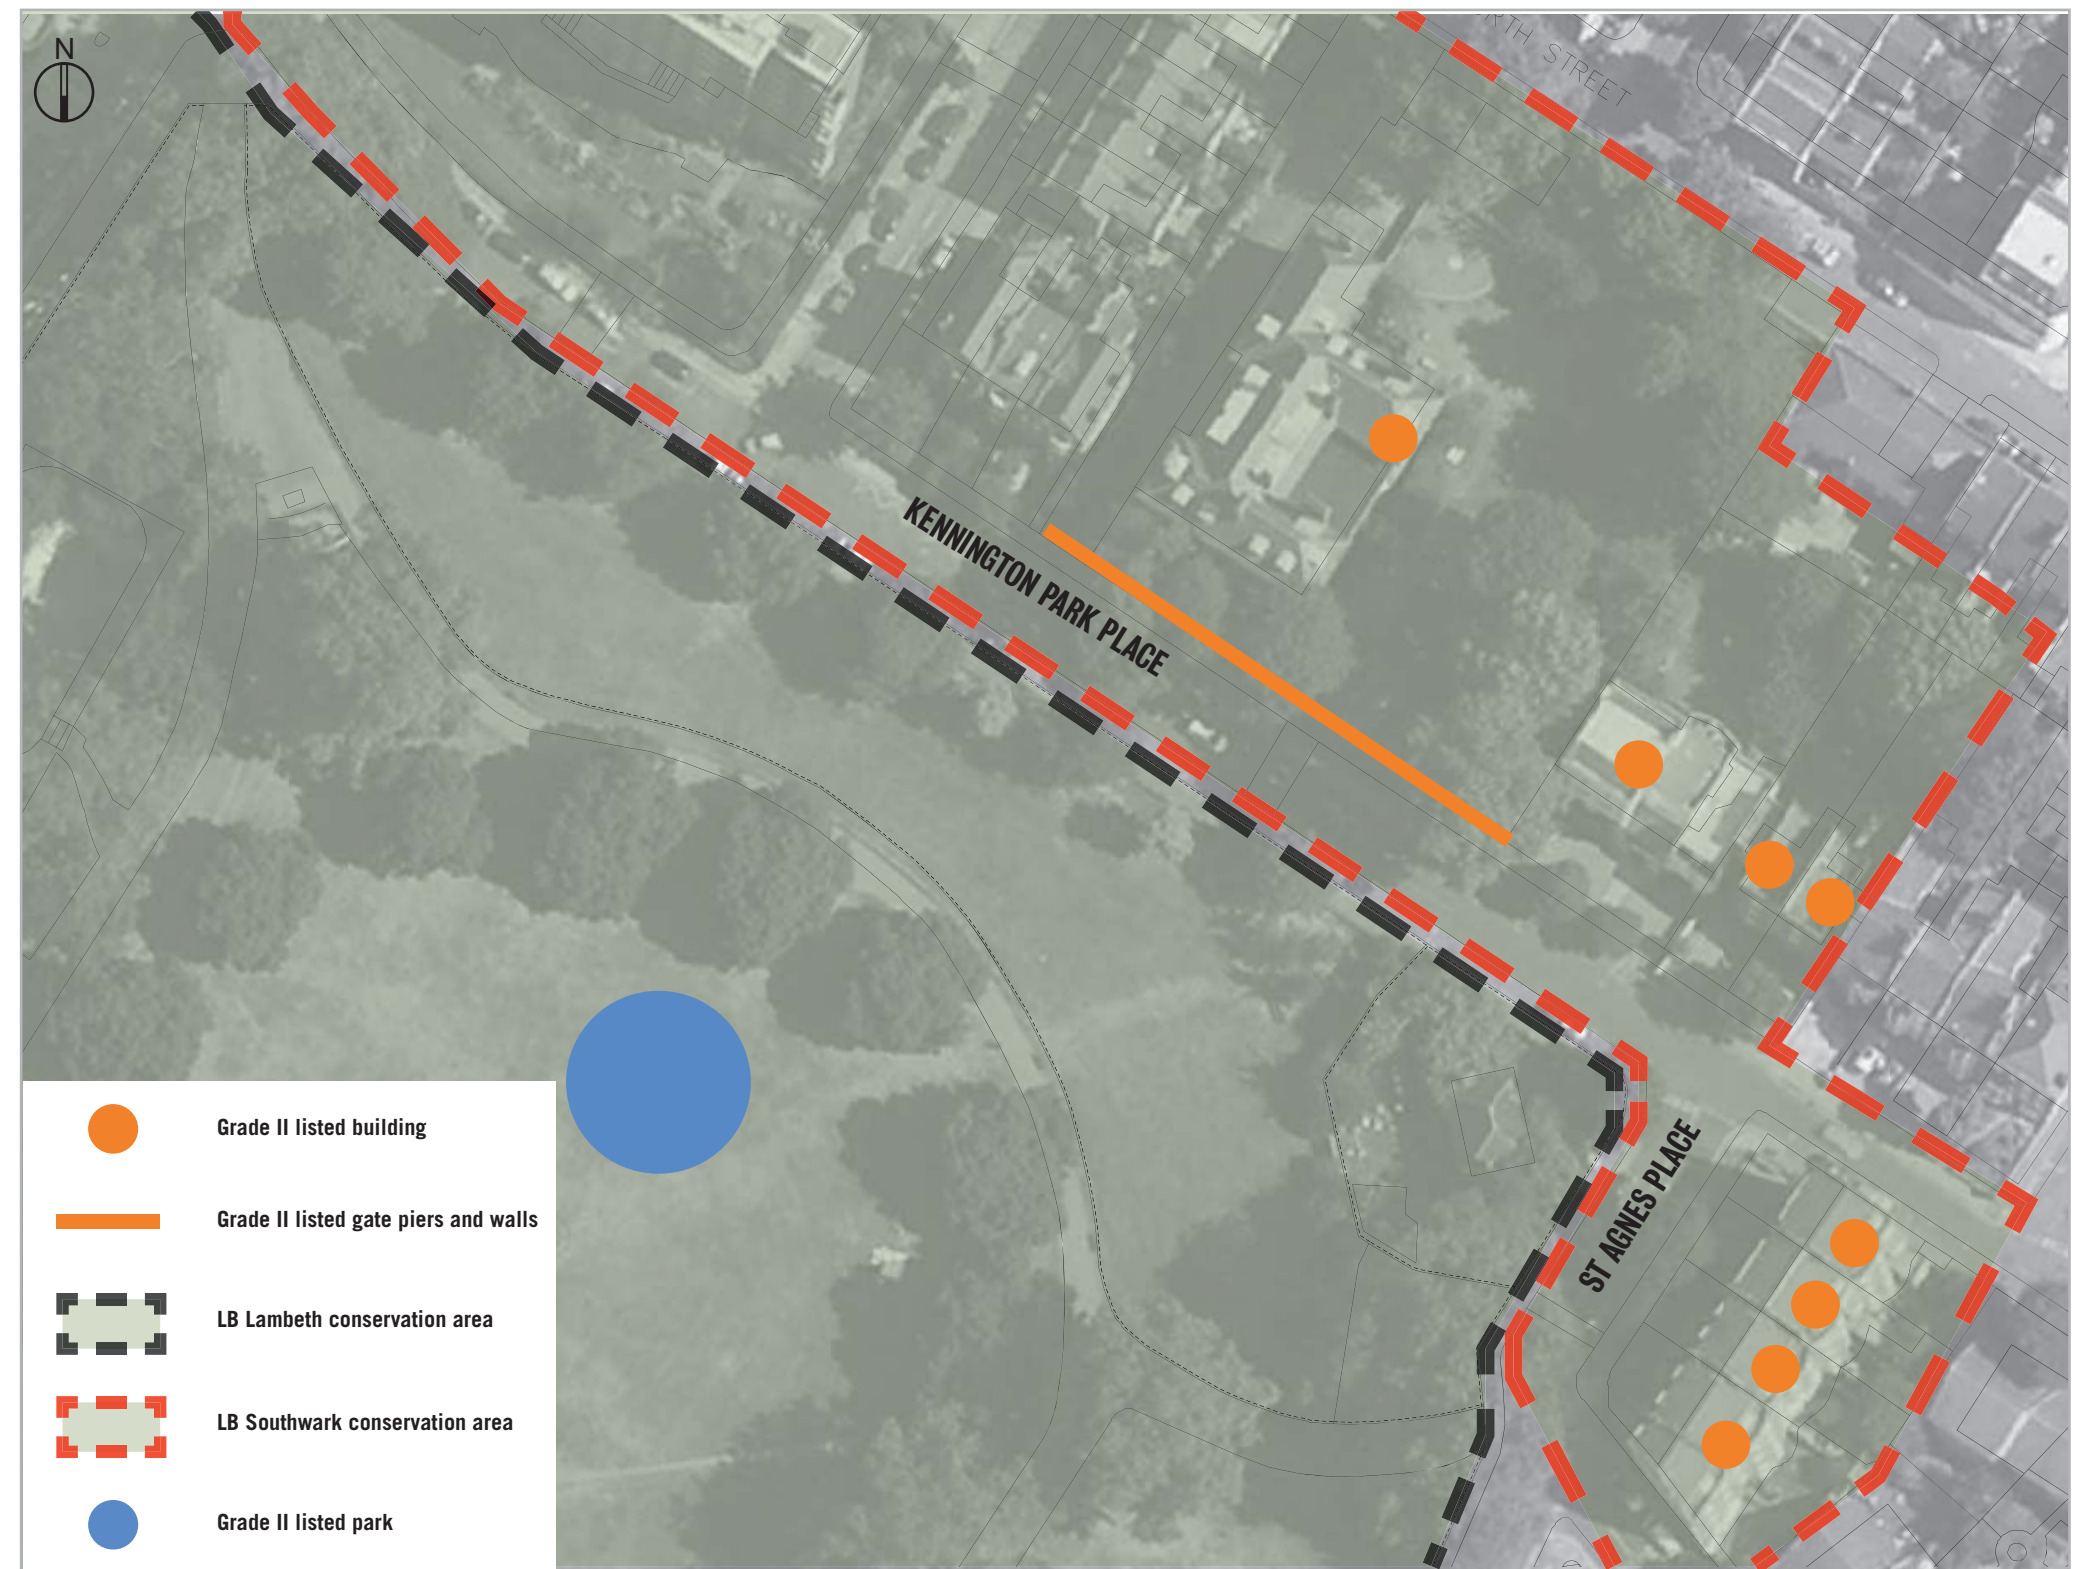 N
STREET
KENNINGTON PARK PLACE
ST AGNES PLACE
Grade II listed building
Grade II listed gate piers and walls
LB Lambeth conservation area
LB Southwark conservation area
Grade II listed park